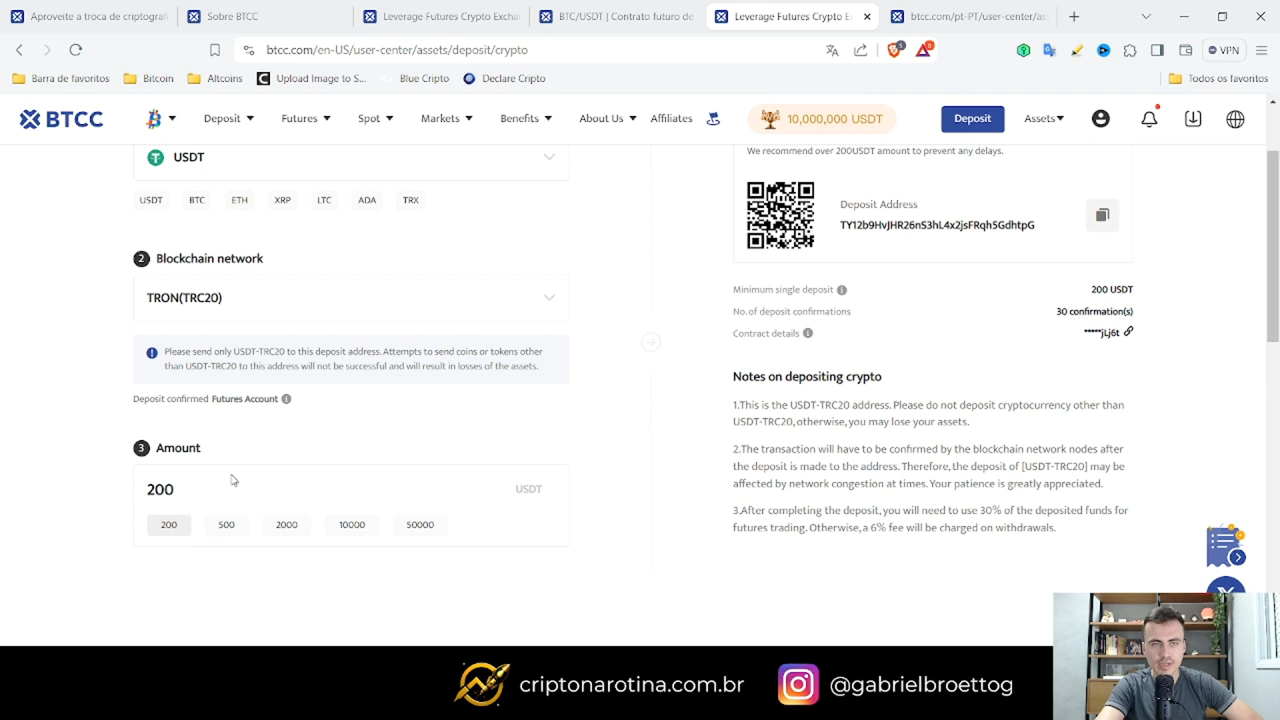 Aproveite a troca de criptografi
Sobre BTCC
Leverage Futures Crypto Excha
BTC/USDT | Contrato futuro de
Leverage Futures Crypto E
btcc.com/pt-PT/user-center/as
btcc.com/en-US/user-center/assets/deposit/crypto
VPN
Barra de favoritos
Bitcoin
Altcoins
Upload Image to S...
Blue Cripto
Declare Cripto
Todos os favoritos
BTCC
Deposit
Futures
Spot
Markets
Benefits
About Us
Affiliates
10,000,000 USDT
Deposit
Assets
USDT
USDT BTC ETH XRP LTC ADA TRX
2 Blockchain network
TRON(TRC20)
Please send only USDT-TRC20 to this deposit address. Attempts to send coins or tokens other
than USDT-TRC20 to this address will not be successful and will result in losses of the assets.
Deposit confirmed Futures Account
3 Amount
200 USDT
200 500 2000 10000 50000
We recommend over 200USDT amount to prevent any delays.
Deposit Address
TY12b9HvJHR26nS3hL4x2jsFRqh5GdhtpG
Minimum single deposit 200 USDT
No. of deposit confirmations 30 confirmation(s)
Contract details *****jLj6t
Notes on depositing crypto
1.This is the USDT-TRC20 address. Please do not deposit cryptocurrency other than
USDT-TRC20, otherwise, you may lose your assets.
2.The transaction will have to be confirmed by the blockchain network nodes after
the deposit is made to the address. Therefore, the deposit of [USDT-TRC20] may be
affected by network congestion at times. Your patience is greatly appreciated.
3.After completing the deposit, you will need to use 30% of the deposited funds for
futures trading. Otherwise, a 6% fee will be charged on withdrawals.
criptonarotina.com.br
@gabrielbroettog